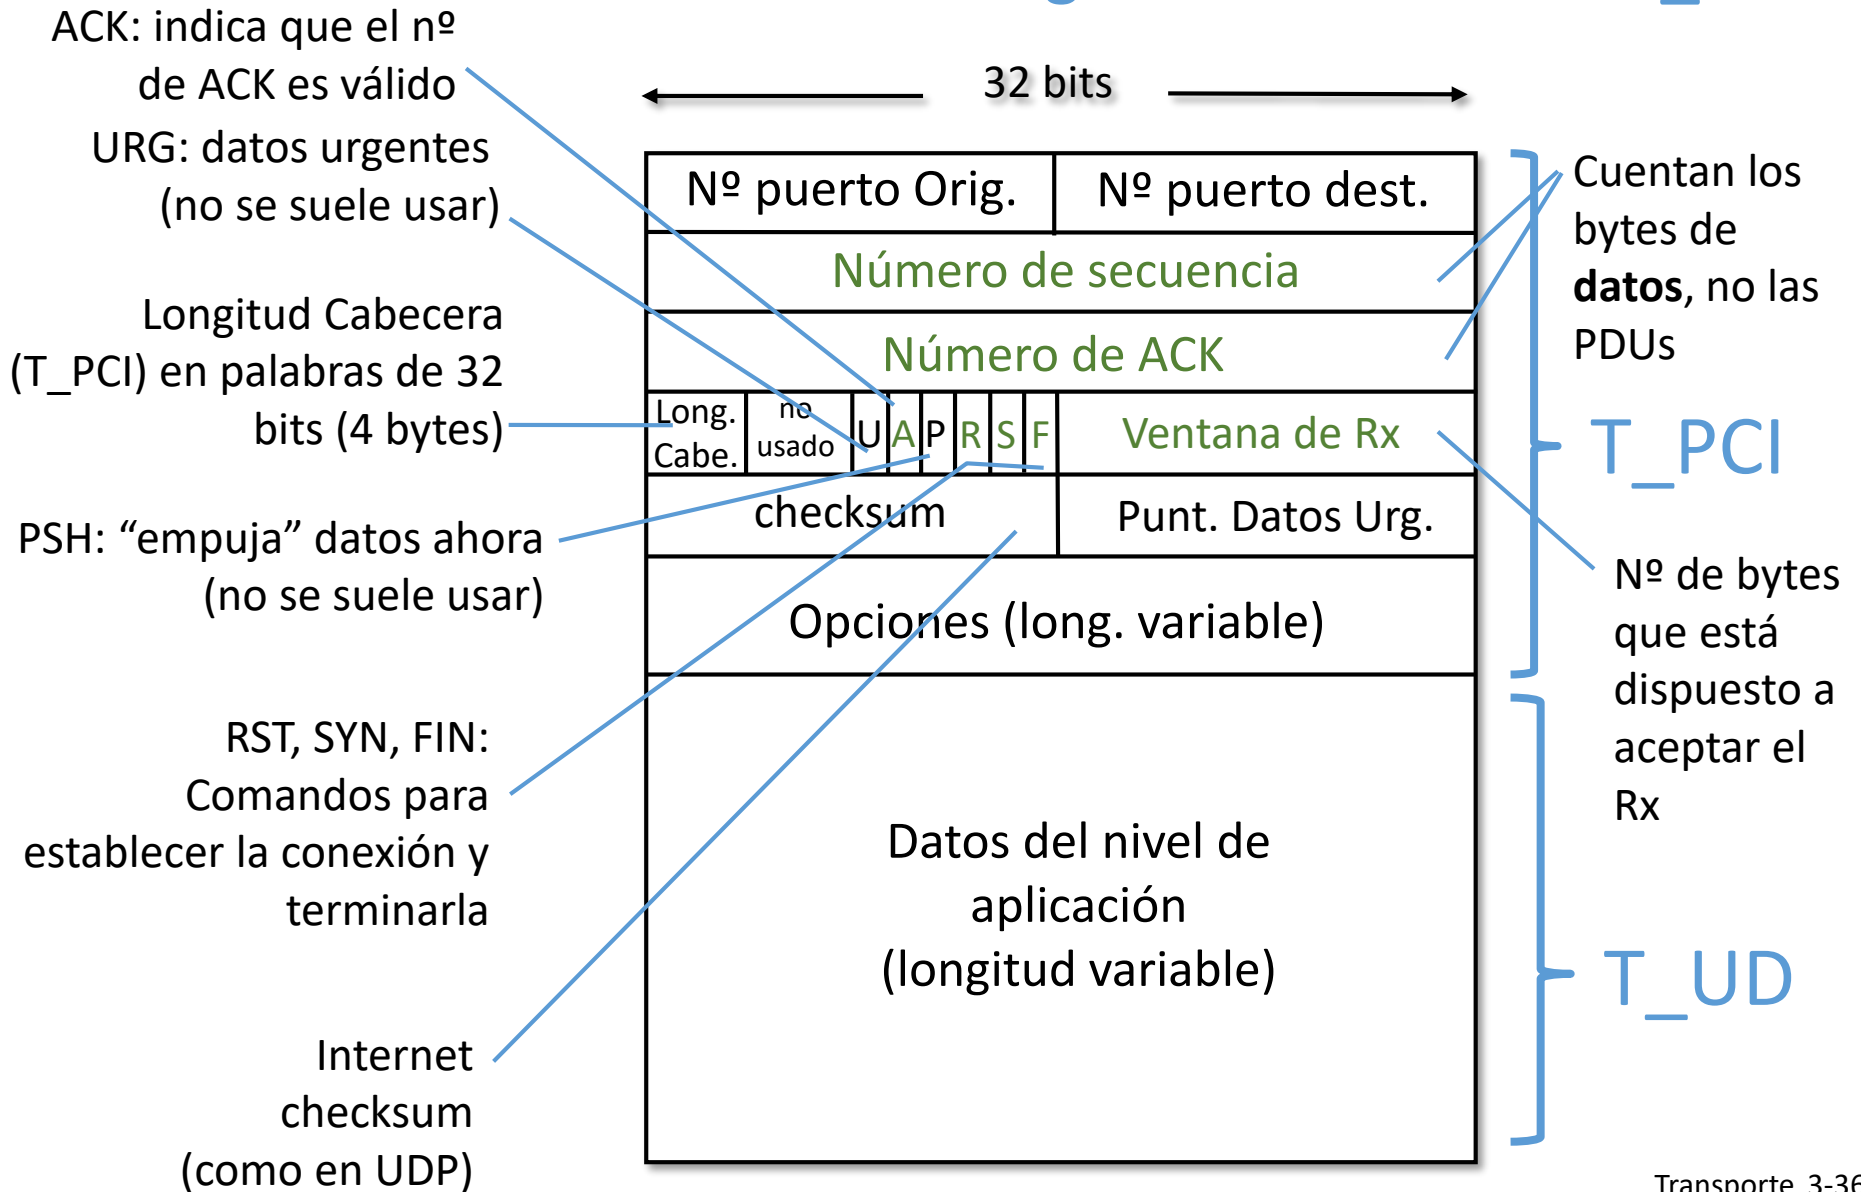 ACK: indica que el nº
de ACK es válido
URG: datos urgentes
(no se suele usar)
Longitud Cabecera
(T_PCI) en palabras de 32
bits (4 bytes)
PSH: “empuja” datos ahora
(no se suele usar)
RST, SYN, FIN:
Comandos para
establecer la conexión y
terminarla
Internet
checksum
(como en UDP)
32 bits
Nº puerto Orig.
Nº puerto dest.
Número de secuencia
Número de ACK
Long.
Cabe.
no
usado
U A P R S F
Ventana de Rx
checksum
Punt. Datos Urg.
Opciones (long. variable)
Datos del nivel de
aplicación
(longitud variable)
Cuentan los
bytes de
datos, no las
PDUs
T_PCI
Nº de bytes
que está
dispuesto a
aceptar el
Rx
T_UD
Transporte 3-36